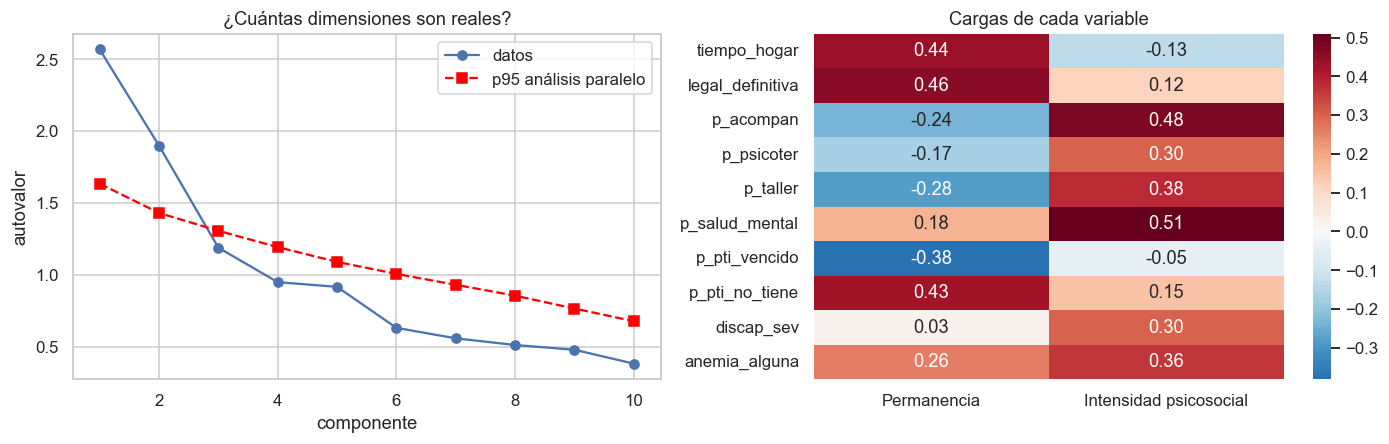 ¿Cuántas dimensiones son reales?
datos
p95 análisis paralelo
2.5
2.0
1.5
1.0
0.5
autovalor
2 4 6 8 10
componente
Cargas de cada variable
tiempo_hogar 0.44 -0.13
legal_definitiva 0.46 0.12
p_acompan -0.24 0.48
p_psicoter -0.17 0.30
p_taller -0.28 0.38
p_salud_mental 0.18 0.51
p_pti_vencido -0.38 -0.05
p_pti_no_tiene 0.43 0.15
discap_sev 0.03 0.30
anemia_alguna 0.26 0.36
Permanencia Intensidad psicosocial
0.5
0.4
0.3
0.2
0.1
0.0
-0.1
-0.2
-0.3